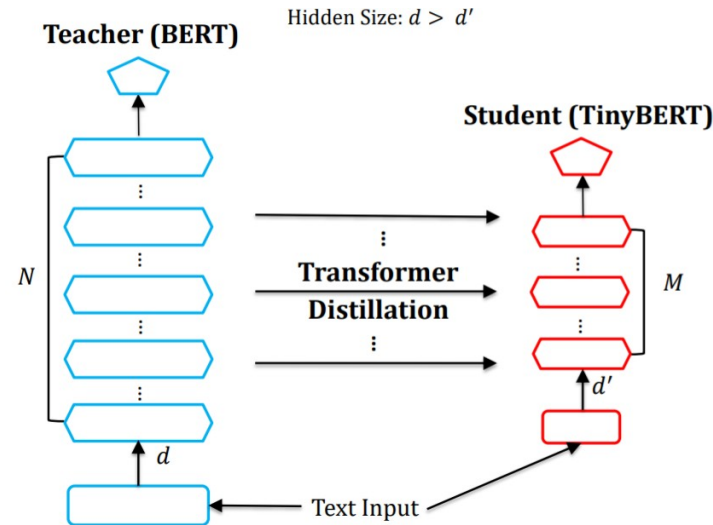 Hidden Size: d > d′
Teacher (BERT)
Student (TinyBERT)
N
Transformer
Distillation
M
d
d′
Text Input